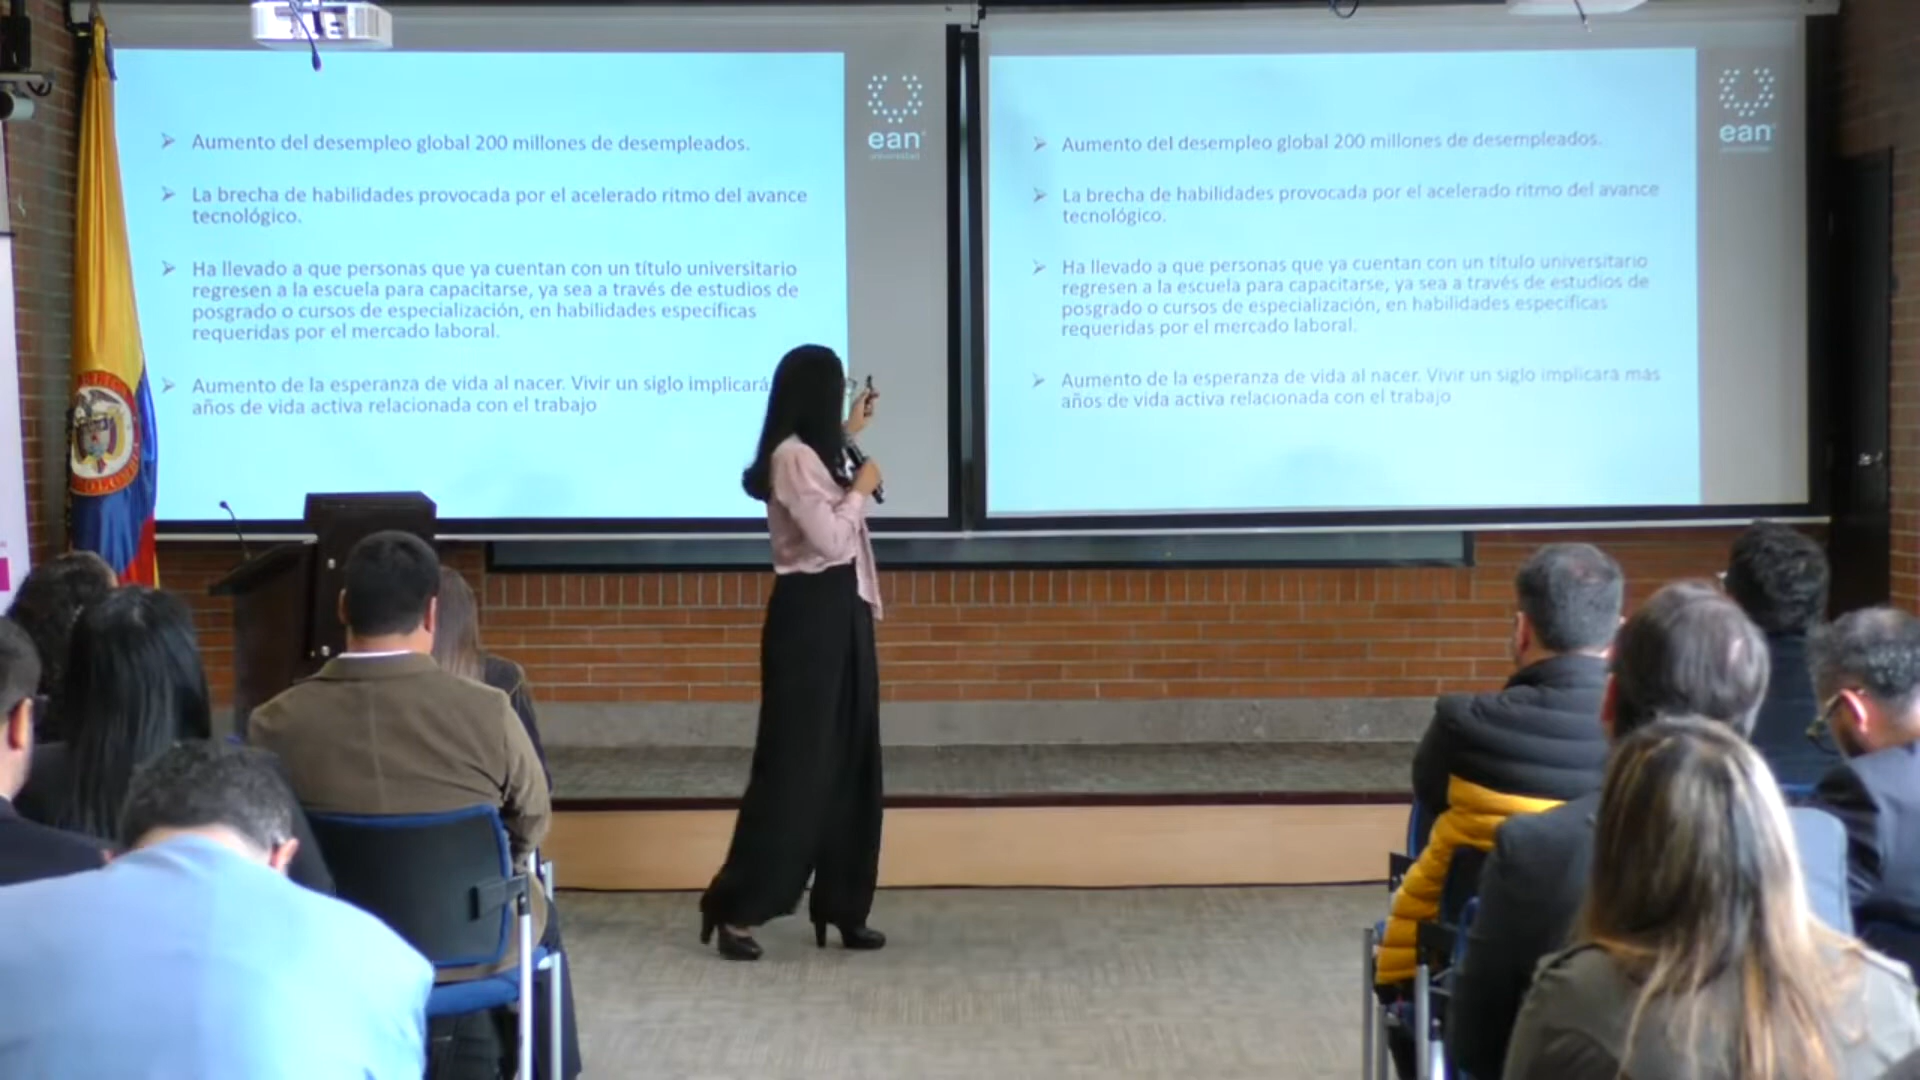 Aumento del desempleo global 200 millones de desempleados.
La brecha de habilidades provocada por el acelerado ritmo del avance
tecnológico.
Ha llevado a que personas que ya cuentan con un título universitario
regresen a la escuela para capacitarse, ya sea a través de estudios de
posgrado o cursos de especialización, en habilidades específicas
requeridas por el mercado laboral.
Aumento de la esperanza de vida al nacer. Vivir un siglo implicará
años de vida activa relacionada con el trabajo
ean
universidad
Aumento del desempleo global 200 millones de desempleados.
La brecha de habilidades provocada por el acelerado ritmo del avance
tecnológico.
Ha llevado a que personas que ya cuentan con un título universitario
regresen a la escuela para capacitarse, ya sea a través de estudios de
posgrado o cursos de especialización, en habilidades específicas
requeridas por el mercado laboral.
Aumento de la esperanza de vida al nacer. Vivir un siglo implicará más
años de vida activa relacionada con el trabajo
ean